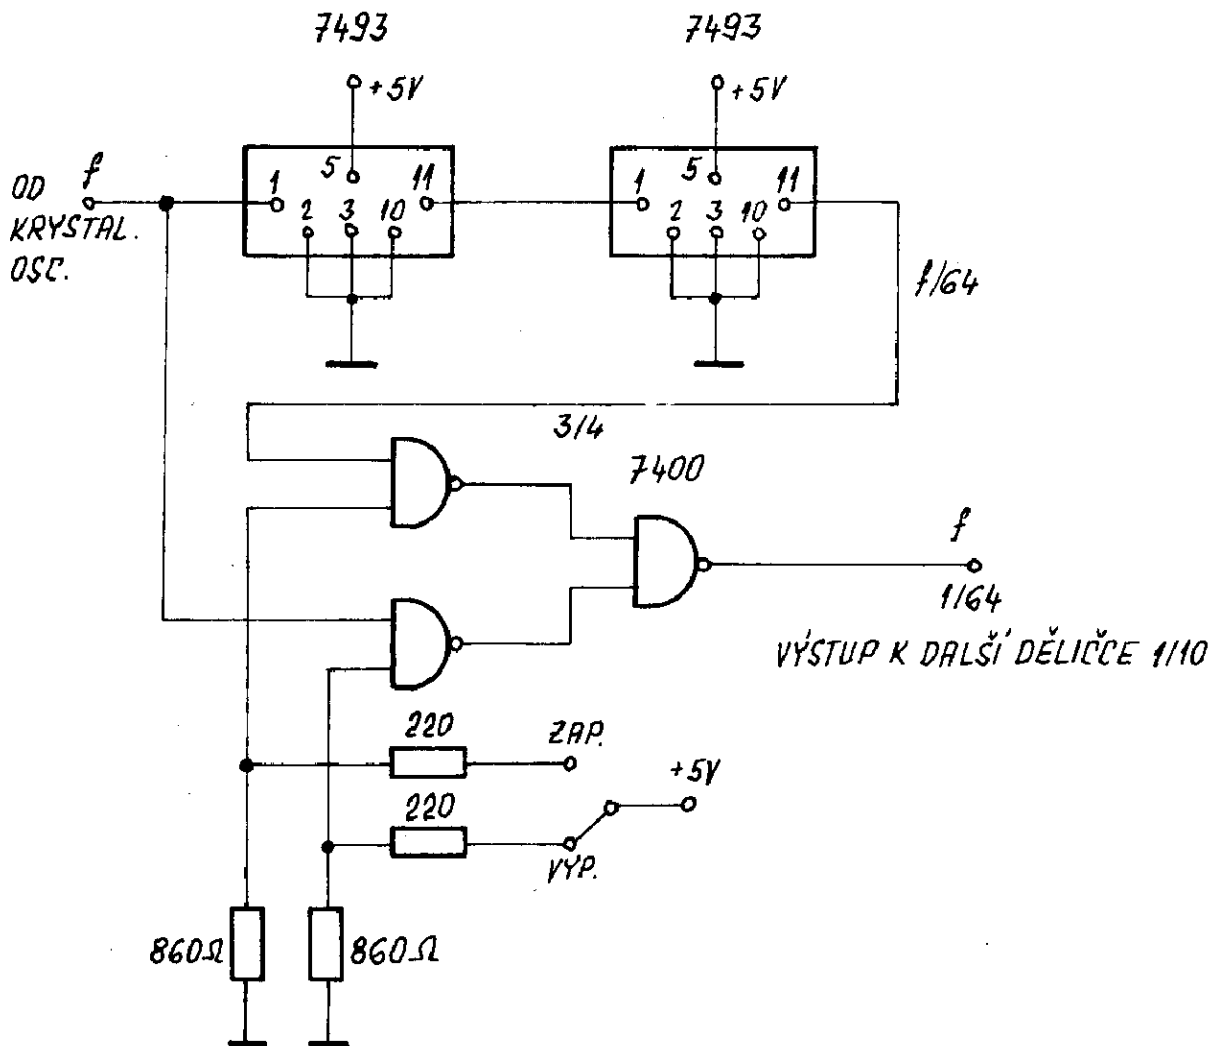 7493
7493
+5V
+5V
OD
KRYSTAL.
OSC.
f
1
5
11
2
3
10
1
5
11
2
3
10
f/64
3/4
7400
f
1/64
VÝSTUP K DALŠÍ DĚLIČCE 1/10
220
ZAP.
+5V
220
VYP.
860Ω
860Ω